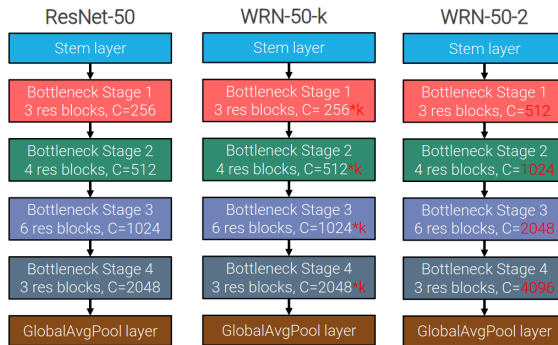 ResNet-50
Stem layer
Bottleneck Stage 1
3 res blocks, C=256
Bottleneck Stage 2
4 res blocks, C=512
Bottleneck Stage 3
6 res blocks, C=1024
Bottleneck Stage 4
3 res blocks, C=2048
GlobalAvgPool layer
WRN-50-k
Stem layer
Bottleneck Stage 1
3 res blocks, C= 256*k
Bottleneck Stage 2
4 res blocks, C=512*k
Bottleneck Stage 3
6 res blocks, C=1024*k
Bottleneck Stage 4
3 res blocks, C=2048*k
GlobalAvgPool layer
WRN-50-2
Stem layer
Bottleneck Stage 1
3 res blocks, C=512
Bottleneck Stage 2
4 res blocks, C=1024
Bottleneck Stage 3
6 res blocks, C=2048
Bottleneck Stage 4
3 res blocks, C=4096
GlobalAvgPool layer